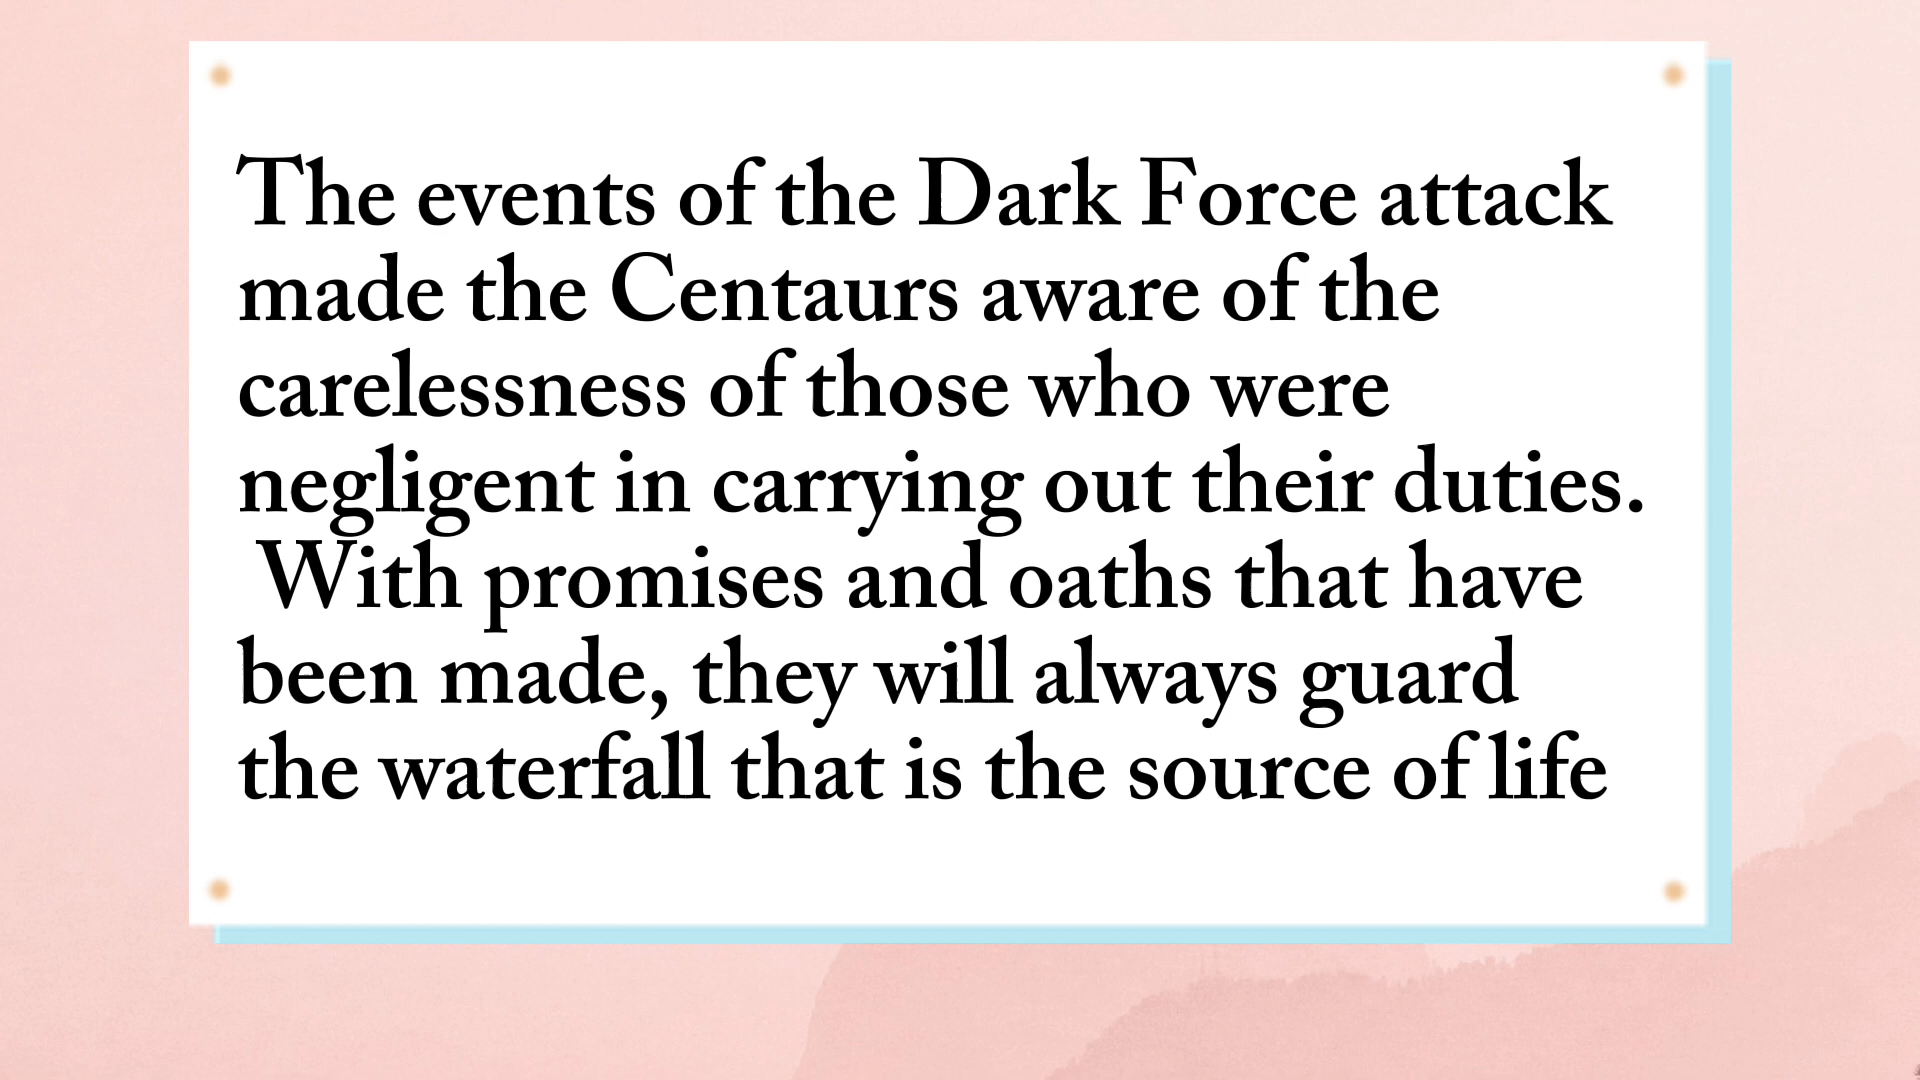 The events of the Dark Force attack
made the Centaurs aware of the
carelessness of those who were
negligent in carrying out their duties.
With promises and oaths that have
been made, they will always guard
the waterfall that is the source of life